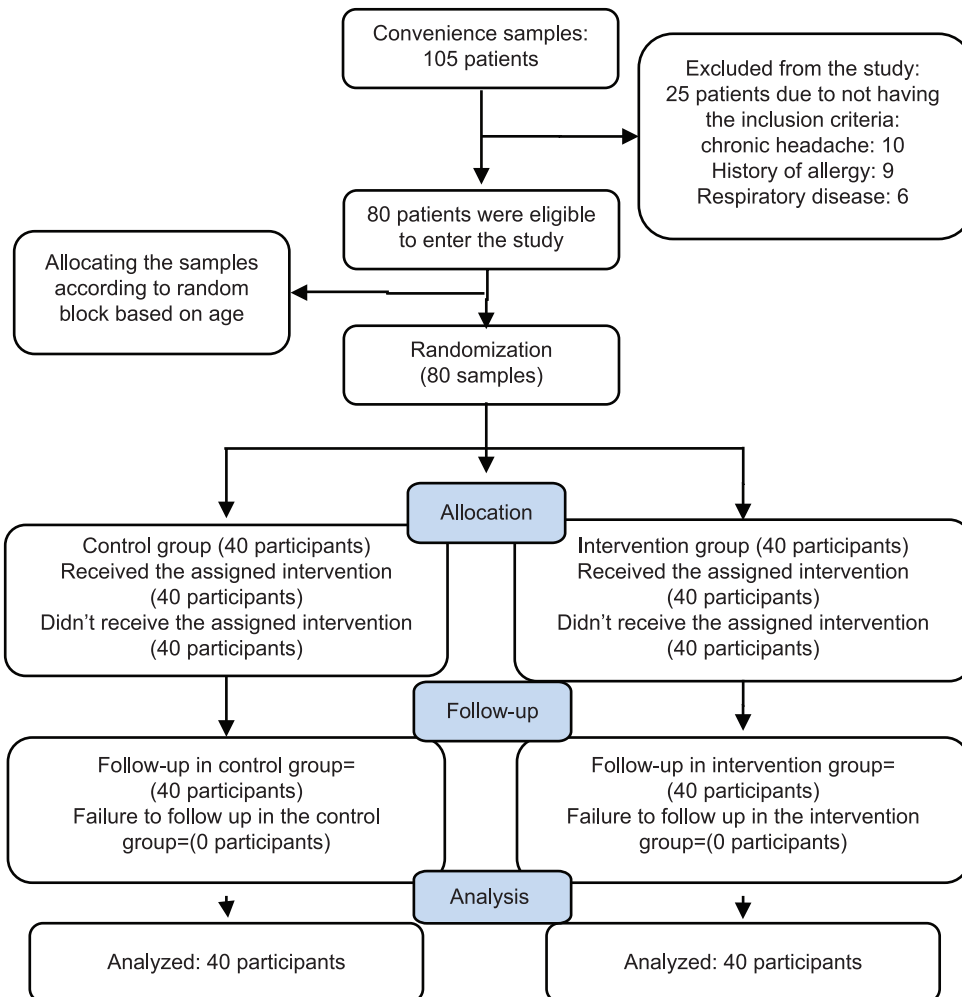 Convenience samples:
105 patients
Excluded from the study:
25 patients due to not having
the inclusion criteria:
chronic headache: 10
History of allergy: 9
Respiratory disease: 6
80 patients were eligible
to enter the study
Allocating the samples
according to random
block based on age
Randomization
(80 samples)
Allocation
Control group (40 participants)
Received the assigned intervention
(40 participants)
Didn’t receive the assigned intervention
(40 participants)
Intervention group (40 participants)
Received the assigned intervention
(40 participants)
Didn’t receive the assigned intervention
(40 participants)
Follow-up
Follow-up in control group=
(40 participants)
Failure to follow up in the control
group=(0 participants)
Follow-up in intervention group=
(40 participants)
Failure to follow up in the intervention
group=(0 participants)
Analysis
Analyzed: 40 participants
Analyzed: 40 participants